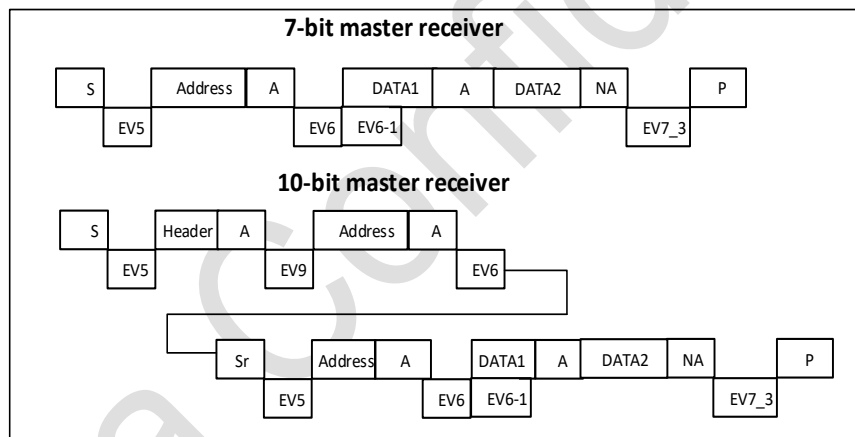 7-bit master receiver
S Address A DATA1 A DATA2 NA P
EV5 EV6 EV6-1 EV7_3
10-bit master receiver
S Header A Address A
EV5 EV9 EV6
Sr Address A DATA1 A DATA2 NA P
EV5 EV6 EV6-1 EV7_3